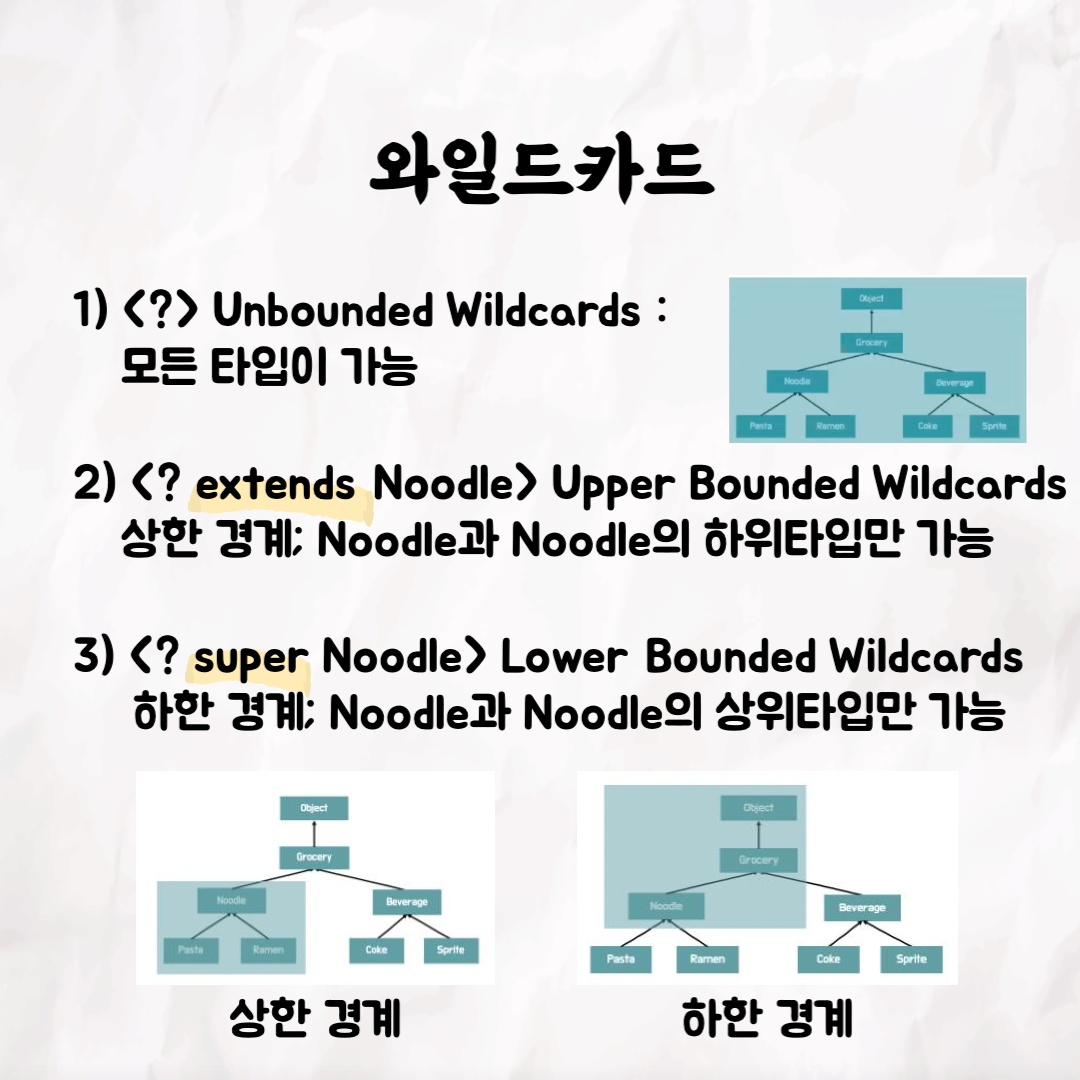 와일드카드
1) <?> Unbounded Wildcards :
모든 타입이 가능
Object
Grocery
Noodle
Beverage
Pasta
Ramen
Coke
Sprite
2) <? extends Noodle> Upper Bounded Wildcards
상한 경계; Noodle과 Noodle의 하위타입만 가능
3) <? super Noodle> Lower Bounded Wildcards
하한 경계; Noodle과 Noodle의 상위타입만 가능
Object
Grocery
Noodle
Beverage
Pasta
Ramen
Coke
Sprite
상한 경계
Object
Grocery
Noodle
Beverage
Pasta
Ramen
Coke
Sprite
하한 경계